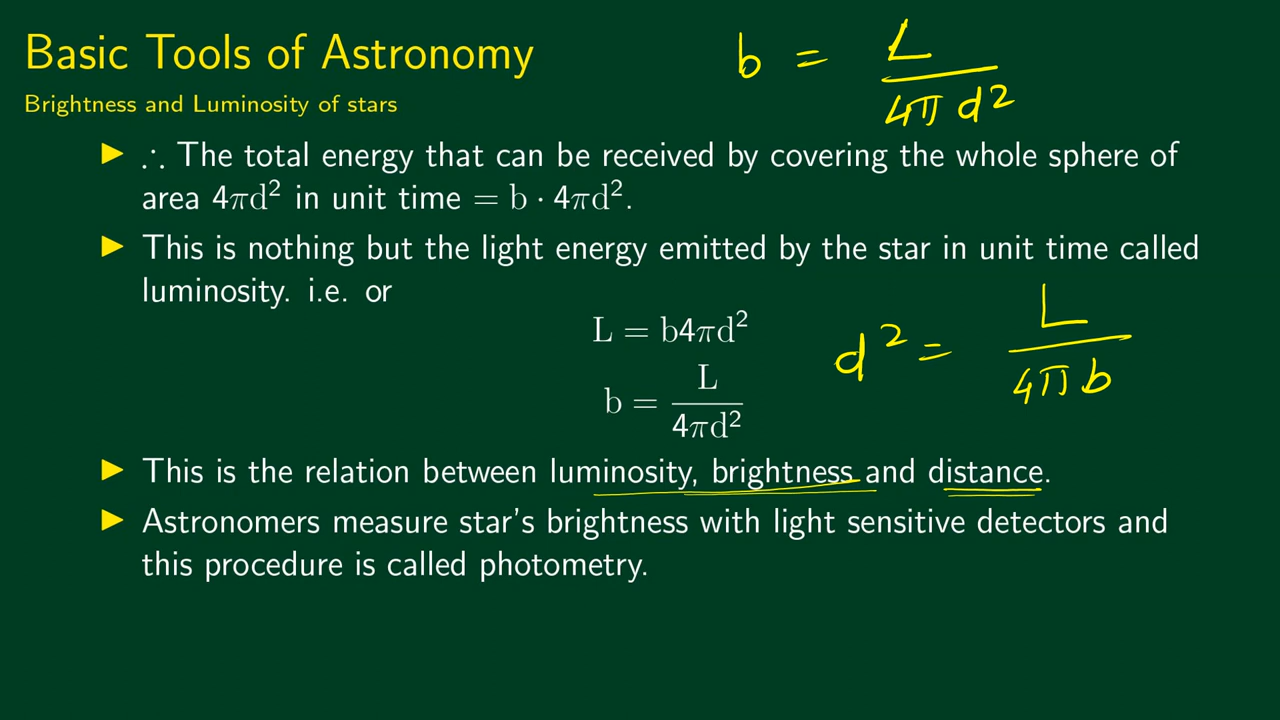 Basic Tools of Astronomy
b = L / 4π d²
Brightness and Luminosity of stars
▶ ∴ The total energy that can be received by covering the whole sphere of
area 4πd² in unit time = b · 4πd².
▶ This is nothing but the light energy emitted by the star in unit time called
luminosity. i.e. or
L = b4πd²
b = L / 4πd²
d² = L / 4π b
▶ This is the relation between luminosity, brightness and distance.
▶ Astronomers measure star's brightness with light sensitive detectors and
this procedure is called photometry.